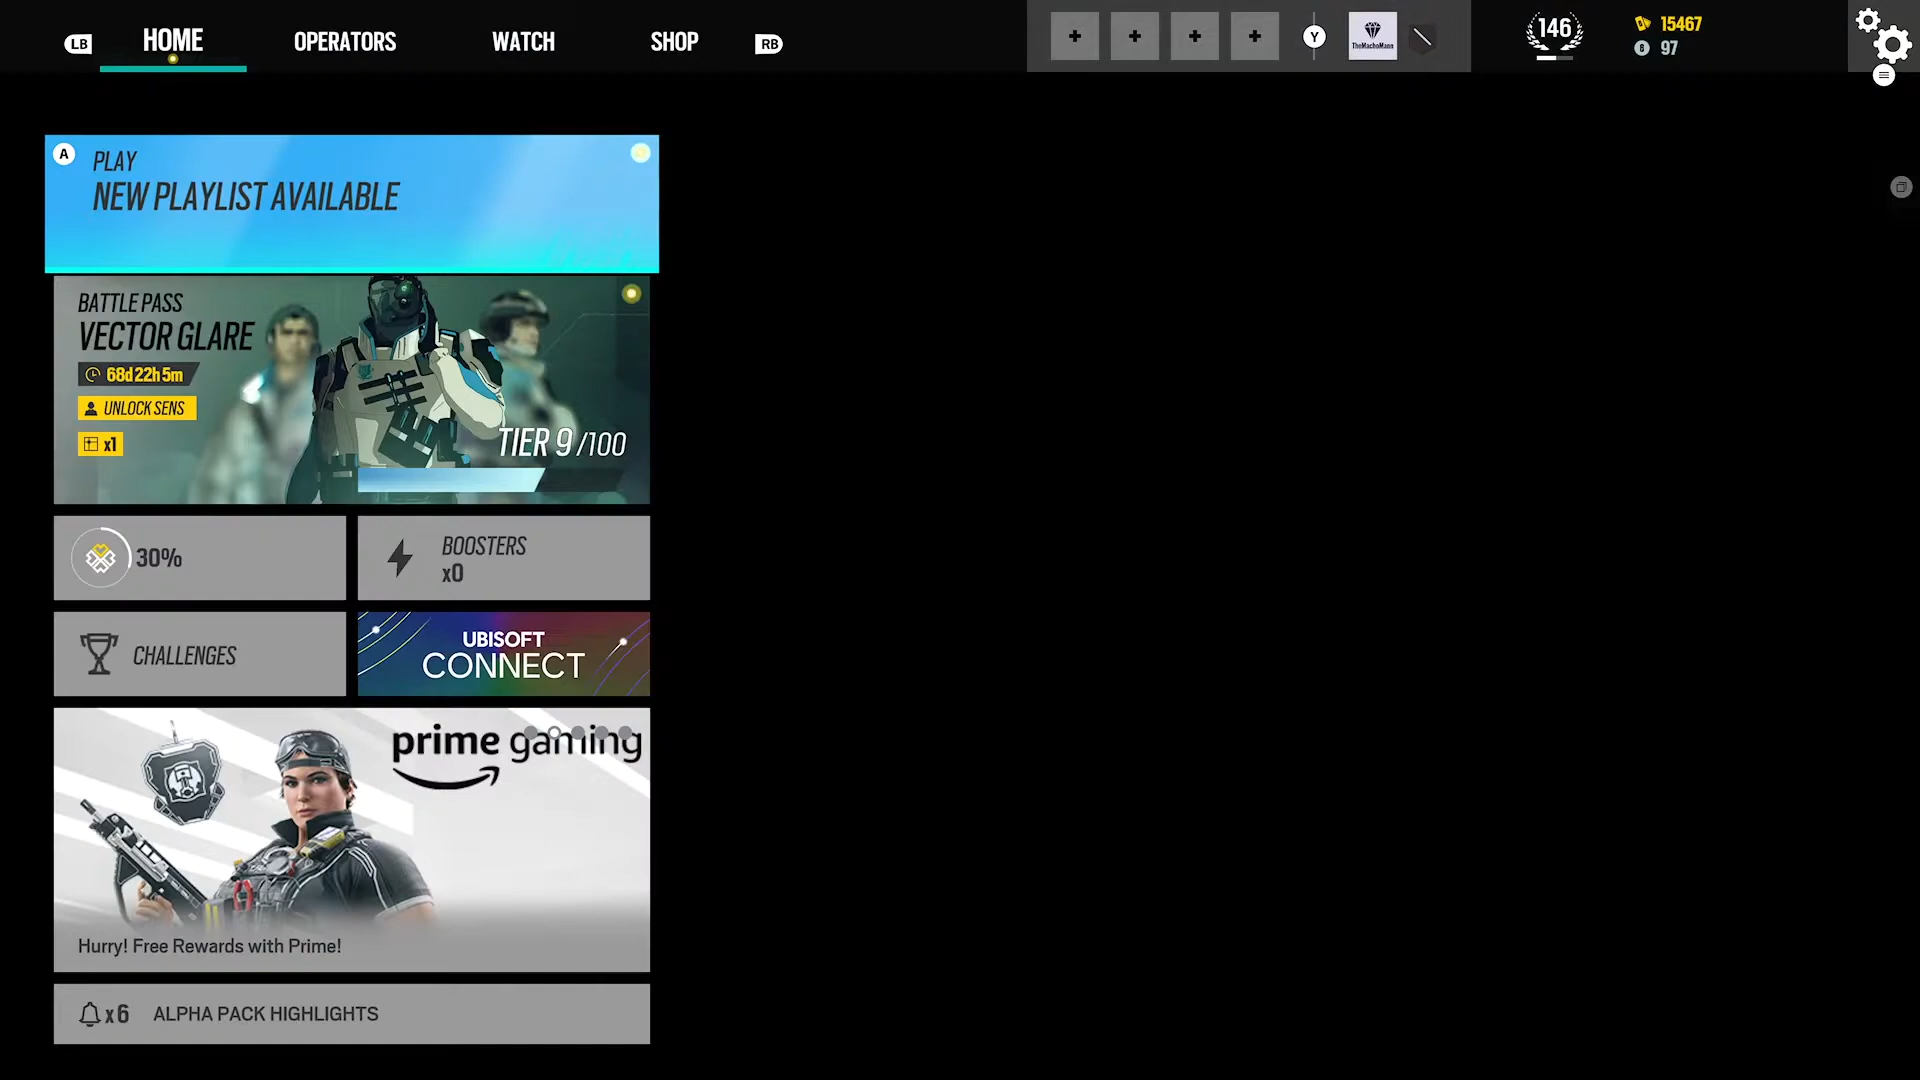 LB
HOME
OPERATORS
WATCH
SHOP
RB
+
+
+
+
Y
TheMachoMann
146
15467
97
A
PLAY
NEW PLAYLIST AVAILABLE
BATTLE PASS
VECTOR GLARE
68d 22h 5m
UNLOCK SENS
x1
TIER 9 /100
30%
BOOSTERS
x0
CHALLENGES
UBISOFT
CONNECT
prime gaming
Hurry! Free Rewards with Prime!
x6 ALPHA PACK HIGHLIGHTS